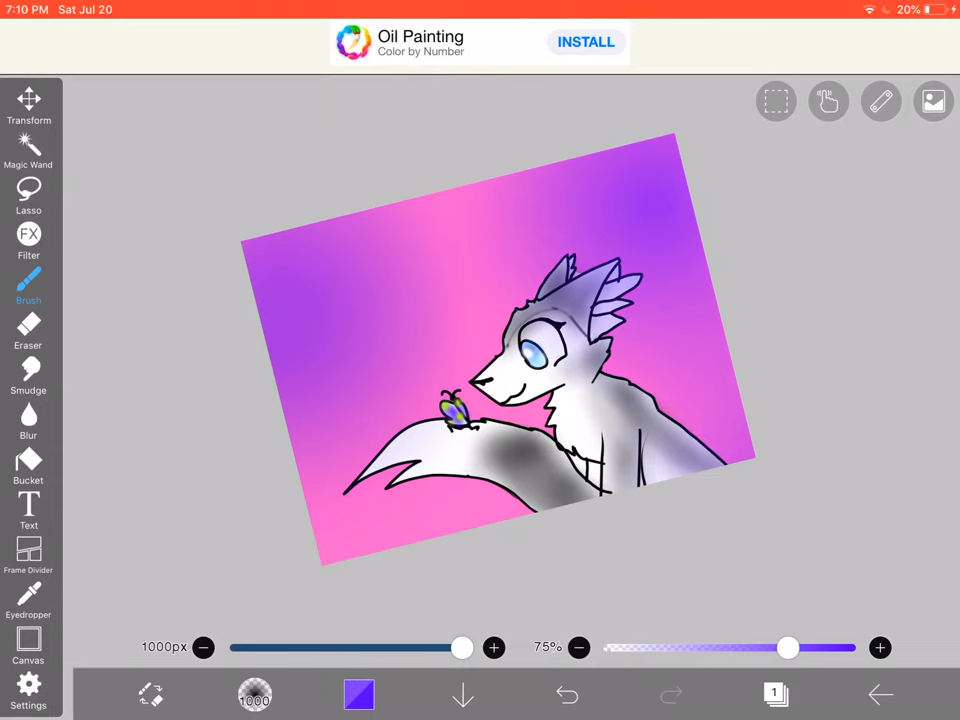 7:10 PM Sat Jul 20 20%
Oil Painting
Color by Number
INSTALL
Transform
Magic Wand
Lasso
FX
Filter
Brush
Eraser
Smudge
Blur
Bucket
T
Text
Frame Divider
Eyedropper
Canvas
Settings
1000px 75%
1000
1